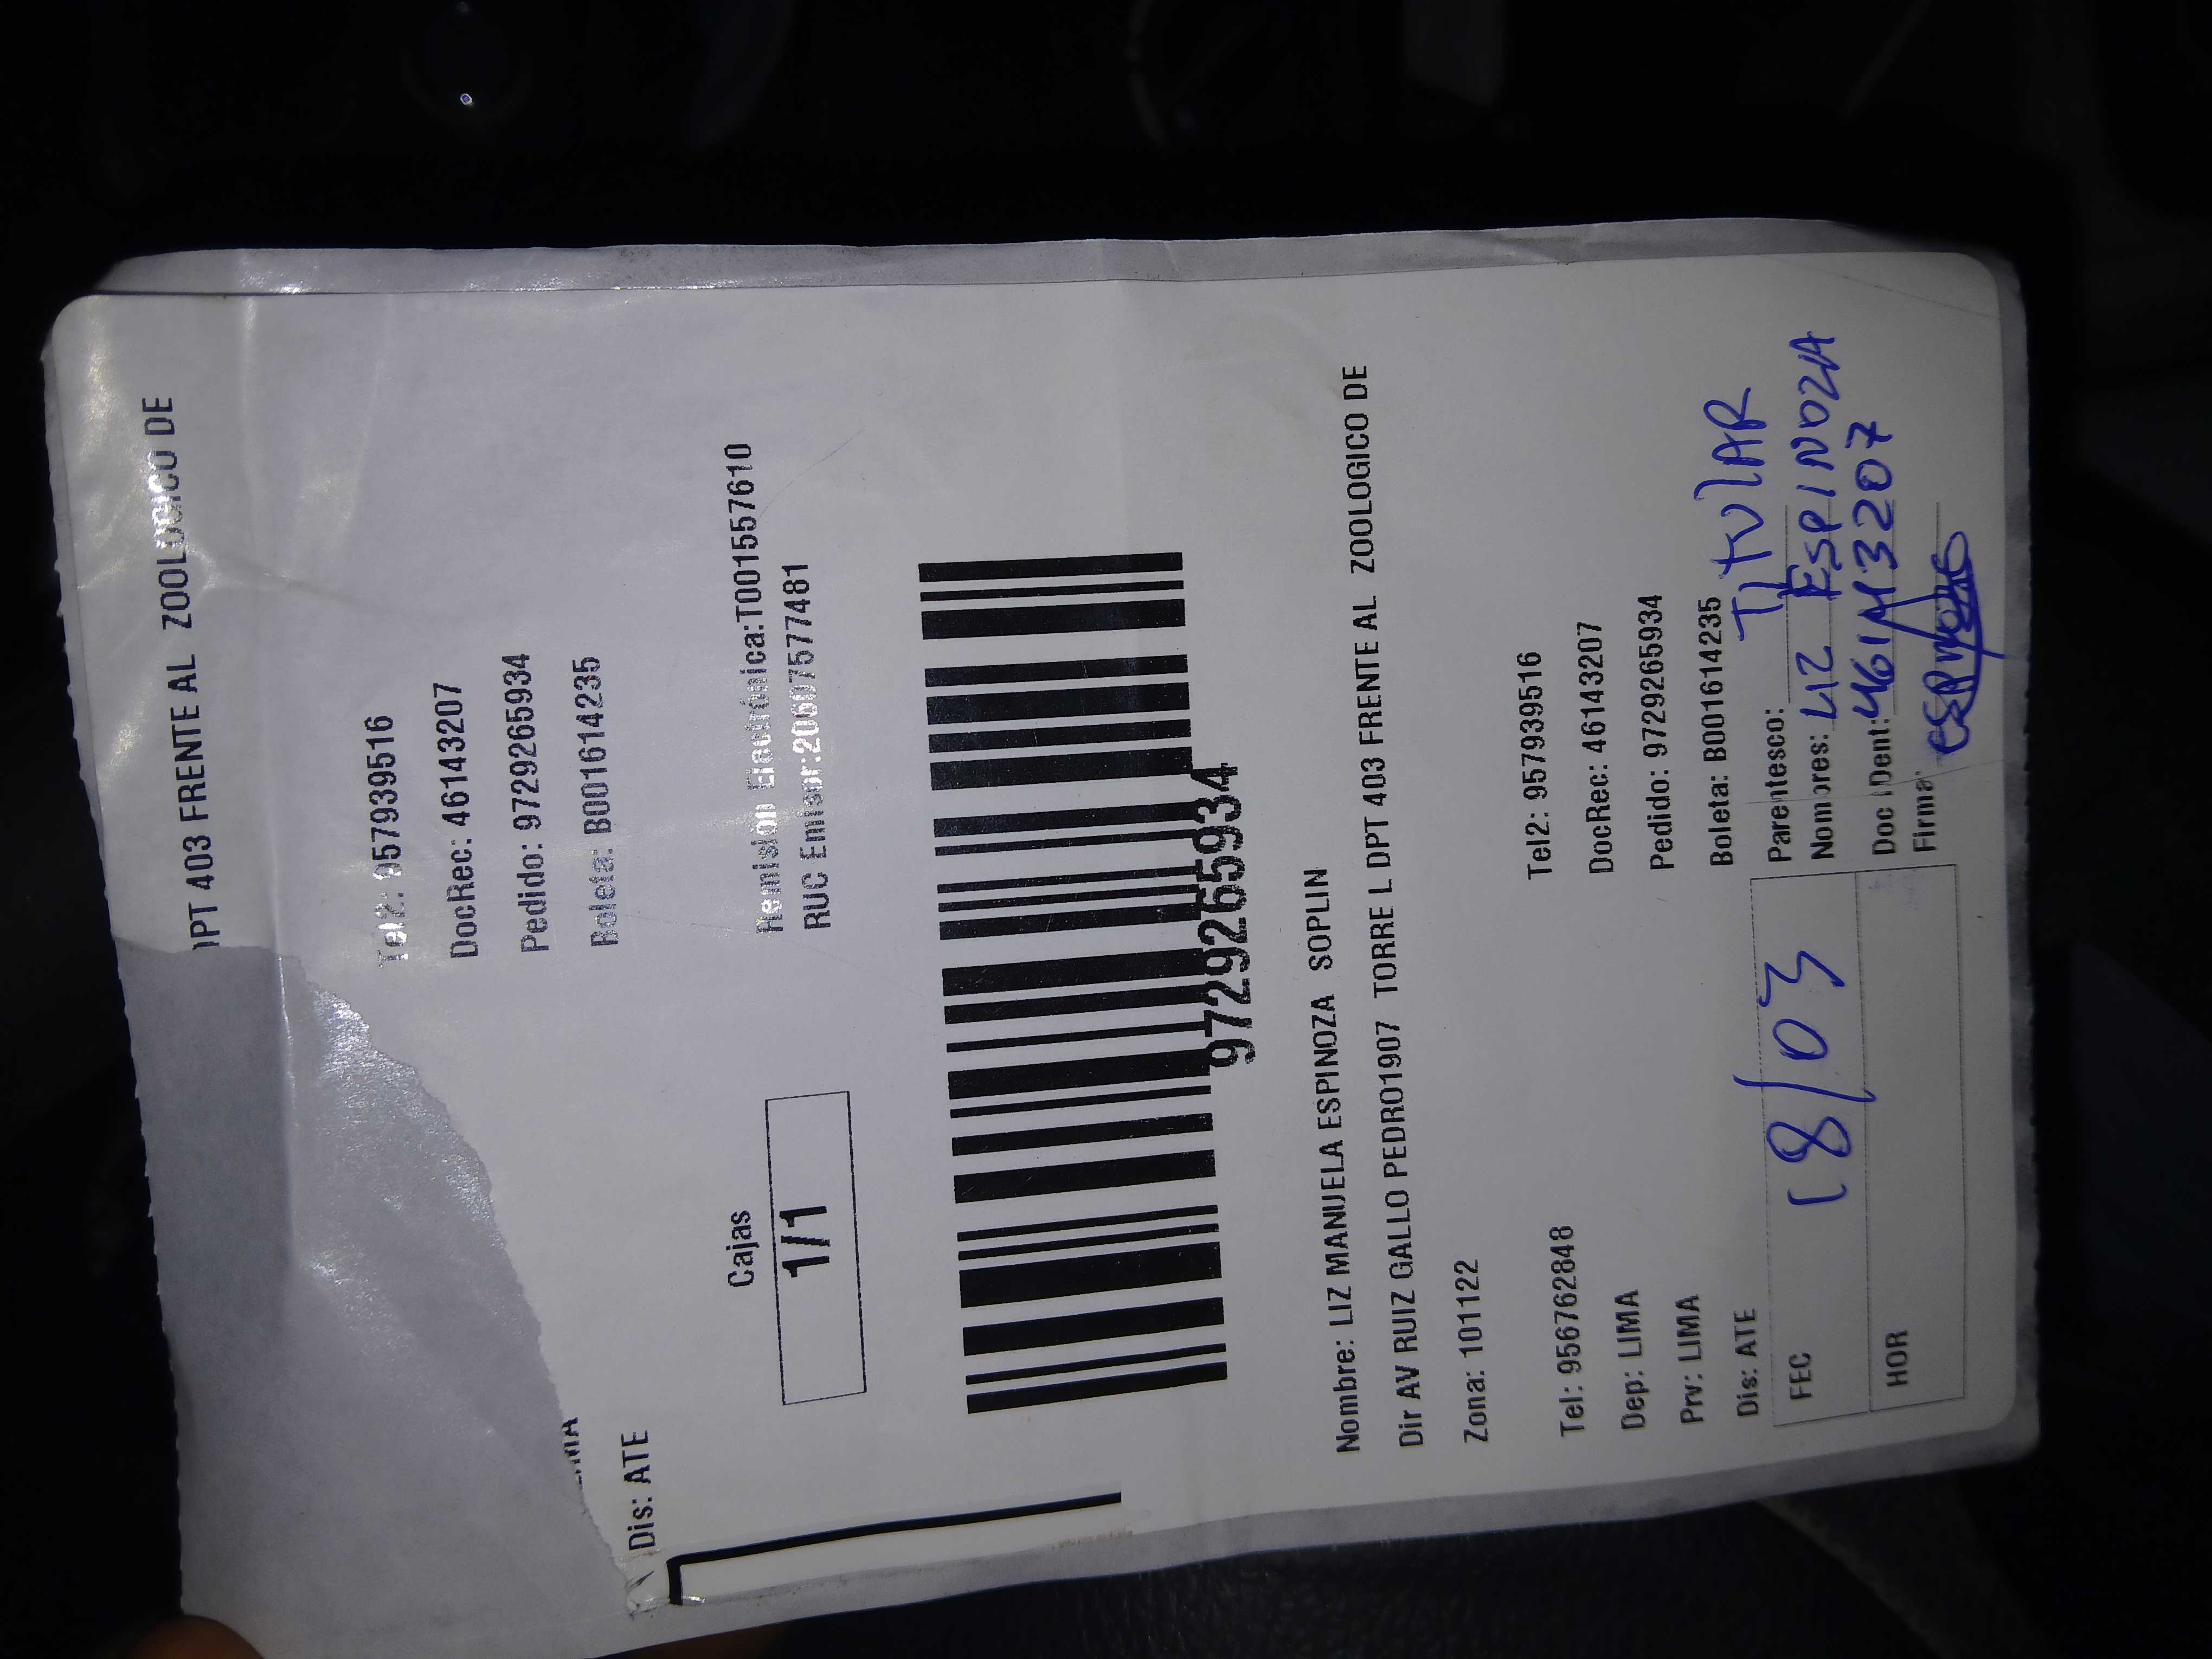 DPT 403 FRENTE AL ZOOLOGICO DE
Tel2: 957939516
DocRec: 46143207
Pedido: 9729265934
Boleta: B001614235
Dis: ATE
Remisión Electrónica:T001557610
RUC Emisor:20607577481
Cajas
1/1
9729265934
Nombre: LIZ MANUELA ESPINOZA SOPLIN
Dir AV RUIZ GALLO PEDRO1907 TORRE L DPT 403 FRENTE AL ZOOLOGICO DE
Zona: 101122
Tel: 956762848 Tel2: 957939516
Dep: LIMA DocRec: 46143207
Prv: LIMA Pedido: 9729265934
Dis: ATE Boleta: B001614235
FEC 18/03
HOR
Parentesco: TITULAR
Nombres: LIZ ESPINOZA
Doc IDent: 46143207
Firma: